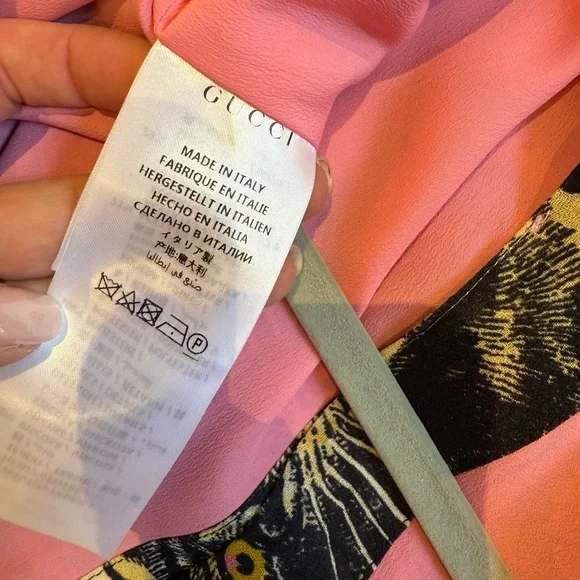 GUCCI
MADE IN ITALY
FABRIQUE EN ITALIE
HERGESTELLT IN ITALIEN
HECHO EN ITALIA
СДЕЛАНО В ИТАЛИИ
イタリア製
产地:意大利
صنع في إيطاليا
P